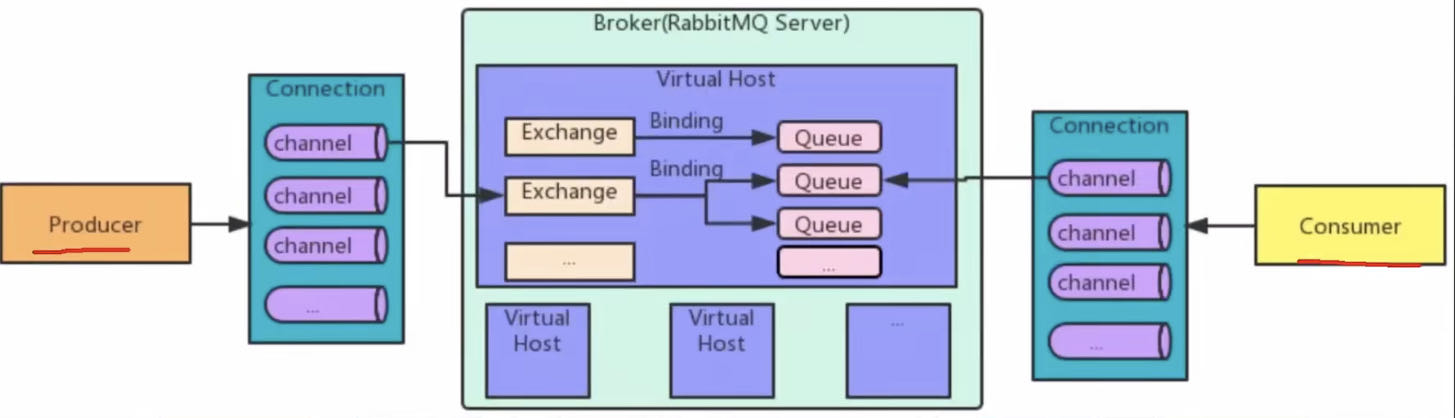 Broker(RabbitMQ Server)
Virtual Host
Connection
channel
channel
channel
...
Producer
Exchange
Binding
Queue
Exchange
Binding
Queue
Queue
...
...
Virtual
Host
Virtual
Host
...
Connection
channel
channel
channel
...
Consumer